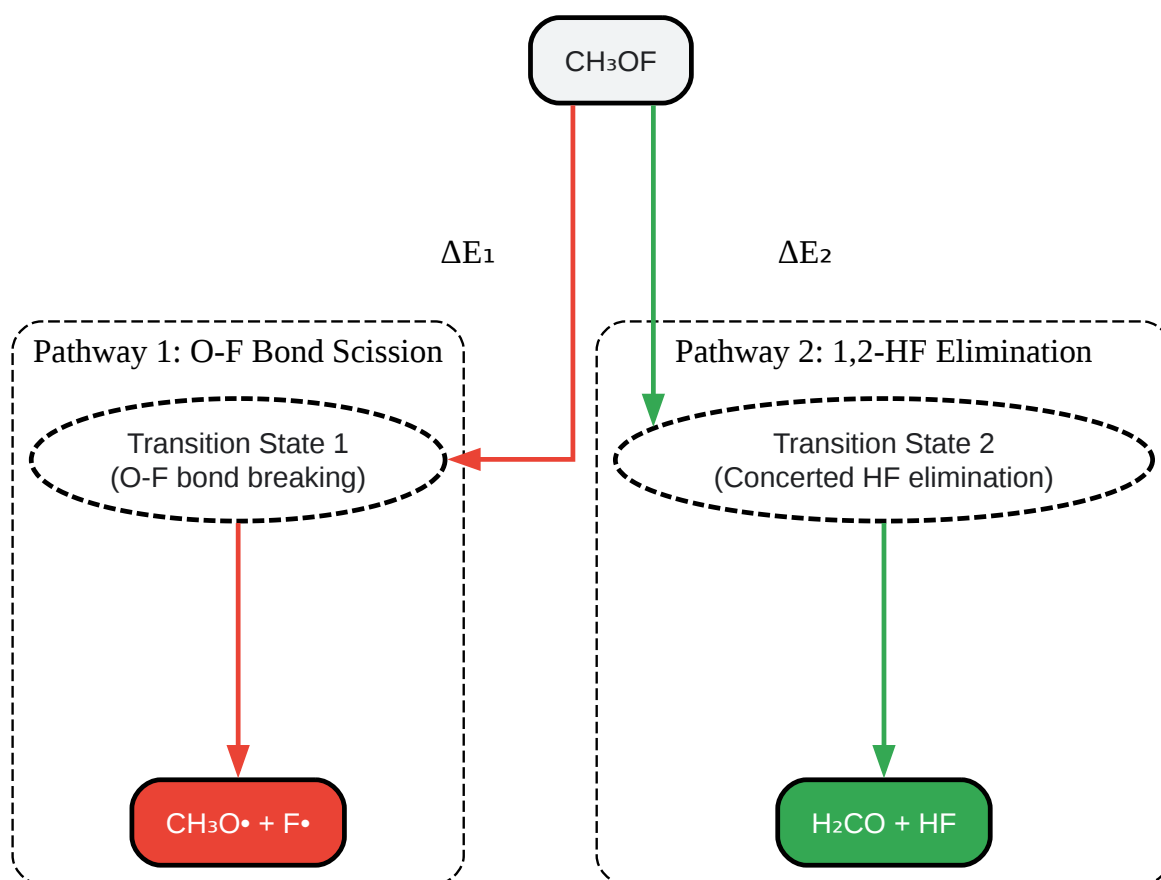 CH₃OF
ΔE₁
ΔE₂
Pathway 1: O-F Bond Scission
Pathway 2: 1,2-HF Elimination
Transition State 1
(O-F bond breaking)
Transition State 2
(Concerted HF elimination)
CH₃O• + F•
H₂CO + HF